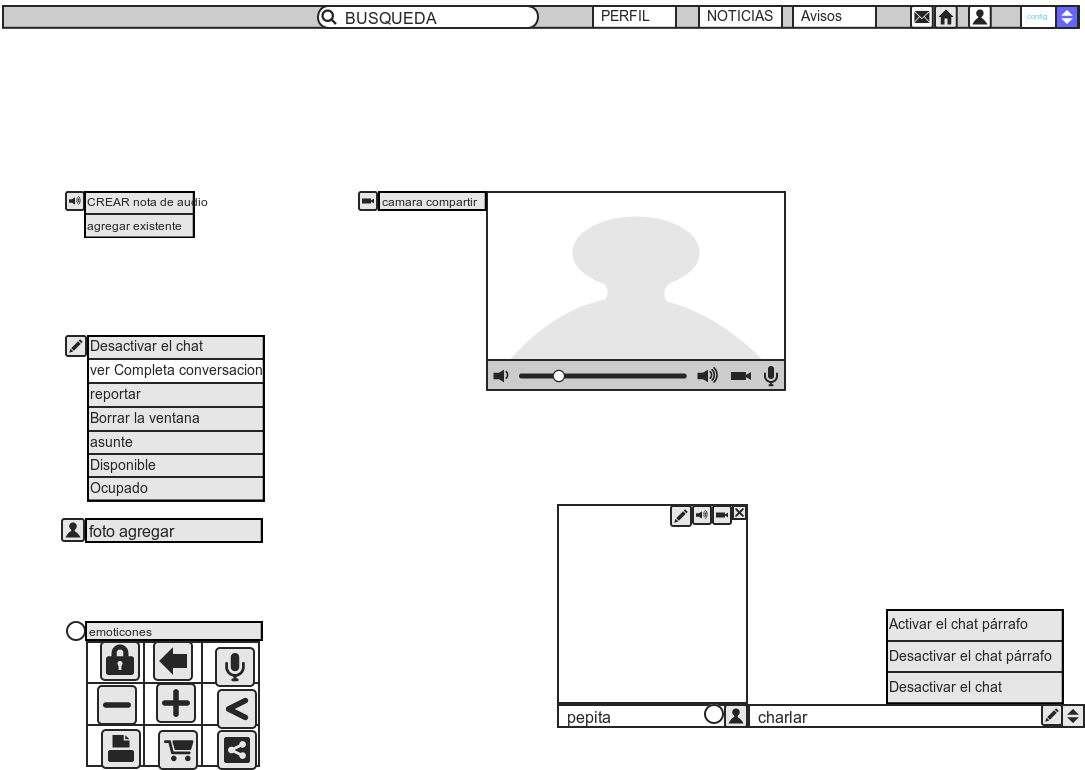 BUSQUEDA
PERFIL
NOTICIAS
Avisos
config.
CREAR nota de audio
agregar existente
camara compartir
Desactivar el chat
ver Completa conversacion
reportar
Borrar la ventana
asunte
Disponible
Ocupado
foto agregar
emoticones
Activar el chat párrafo
Desactivar el chat párrafo
Desactivar el chat
pepita
charlar